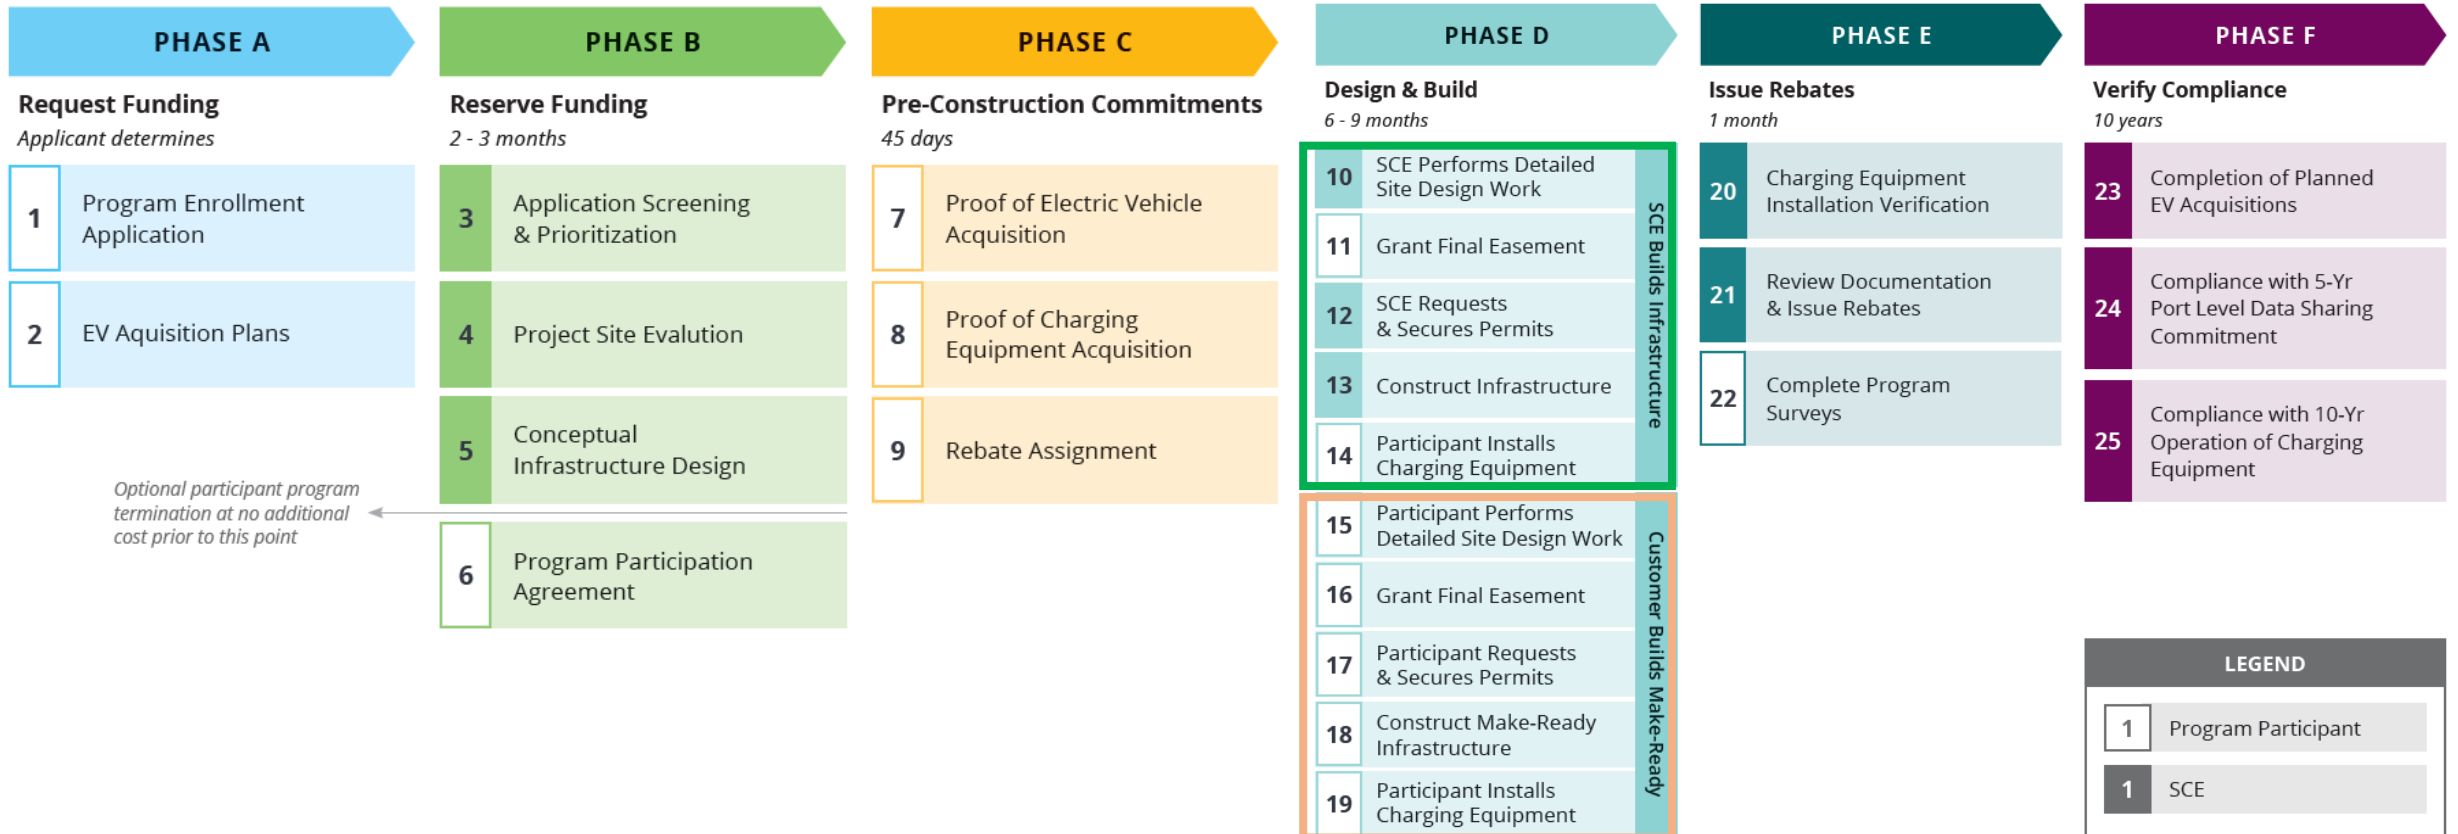 PHASE A
Request Funding
Applicant determines
1
Program Enrollment
Application
2
EV Aquisition Plans
PHASE B
Reserve Funding
2 - 3 months
3
Application Screening
& Prioritization
4
Project Site Evalution
5
Conceptual
Infrastructure Design
Optional participant program
termination at no additional
cost prior to this point
6
Program Participation
Agreement
PHASE C
Pre-Construction Commitments
45 days
7
Proof of Electric Vehicle
Acquisition
8
Proof of Charging
Equipment Acquisition
9
Rebate Assignment
PHASE D
Design & Build
6 - 9 months
SCE Builds Infrastructure
10
SCE Performs Detailed
Site Design Work
11
Grant Final Easement
12
SCE Requests
& Secures Permits
13
Construct Infrastructure
14
Participant Installs
Charging Equipment
Customer Builds Make-Ready
15
Participant Performs
Detailed Site Design Work
16
Grant Final Easement
17
Participant Requests
& Secures Permits
18
Construct Make-Ready
Infrastructure
19
Participant Installs
Charging Equipment
PHASE E
Issue Rebates
1 month
20
Charging Equipment
Installation Verification
21
Review Documentation
& Issue Rebates
22
Complete Program
Surveys
PHASE F
Verify Compliance
10 years
23
Completion of Planned
EV Acquisitions
24
Compliance with 5-Yr
Port Level Data Sharing
Commitment
25
Compliance with 10-Yr
Operation of Charging
Equipment
LEGEND
1
Program Participant
1
SCE